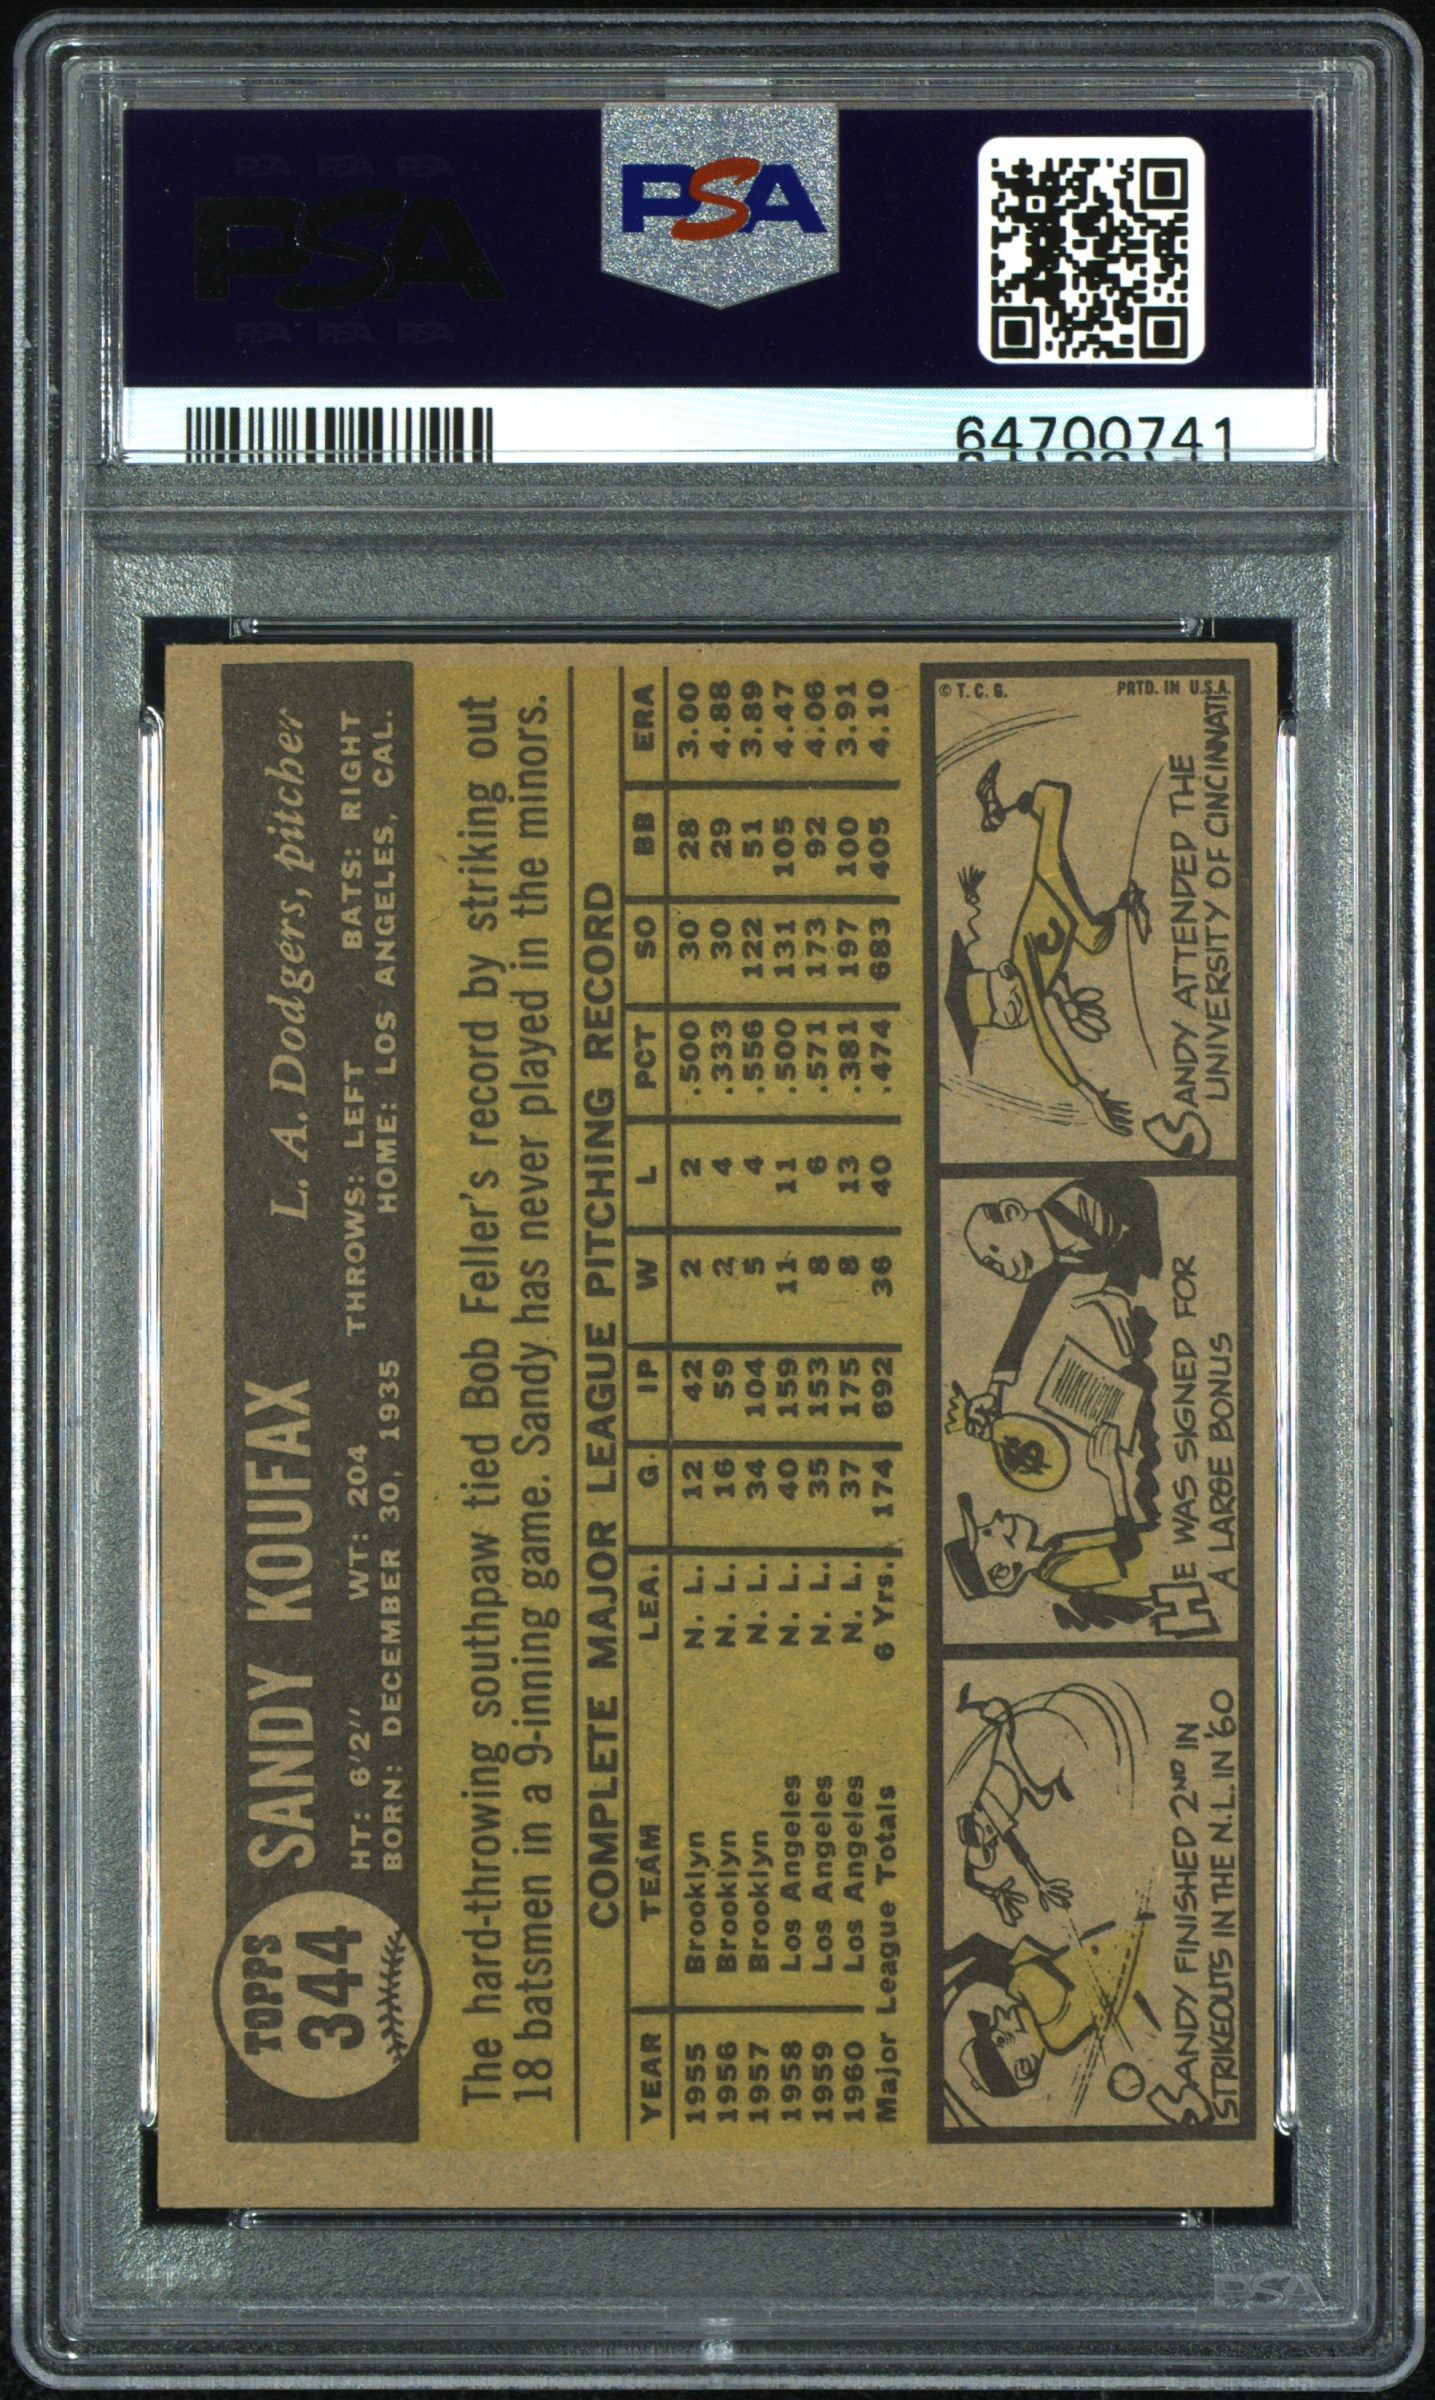 PSA PSA PSA
PSA
PSA PSA PSA
PSA
64700741
TOPPS
344
SANDY KOUFAX L. A. Dodgers, pitcher
HT: 6'2" WT: 204 THROWS: LEFT BATS: RIGHT
BORN: DECEMBER 30, 1935 HOME: LOS ANGELES, CAL.
The hard-throwing southpaw tied Bob Feller's record by striking out
18 batsmen in a 9-inning game. Sandy has never played in the minors.
COMPLETE MAJOR LEAGUE PITCHING RECORD
YEAR TEAM LEA. G. IP W L PCT SO BB ERA
1955 Brooklyn N. L. 12 42 2 2 .500 30 28 3.00
1956 Brooklyn N. L. 16 59 2 4 .333 30 29 4.88
1957 Brooklyn N. L. 34 104 5 4 .556 122 51 3.89
1958 Los Angeles N. L. 40 159 11 11 .500 131 105 4.47
1959 Los Angeles N. L. 35 153 8 6 .571 173 92 4.06
1960 Los Angeles N. L. 37 175 8 13 .381 197 100 3.91
Major League Totals 6 Yrs. 174 692 36 40 .474 683 405 4.10
SANDY FINISHED 2ND IN
STRIKEOUTS IN THE N.L. IN '60
$
HE WAS SIGNED FOR
A LARGE BONUS
© T. C. G. PRTD. IN U.S.A.
C
SANDY ATTENDED THE
UNIVERSITY OF CINCINNATI
PSA